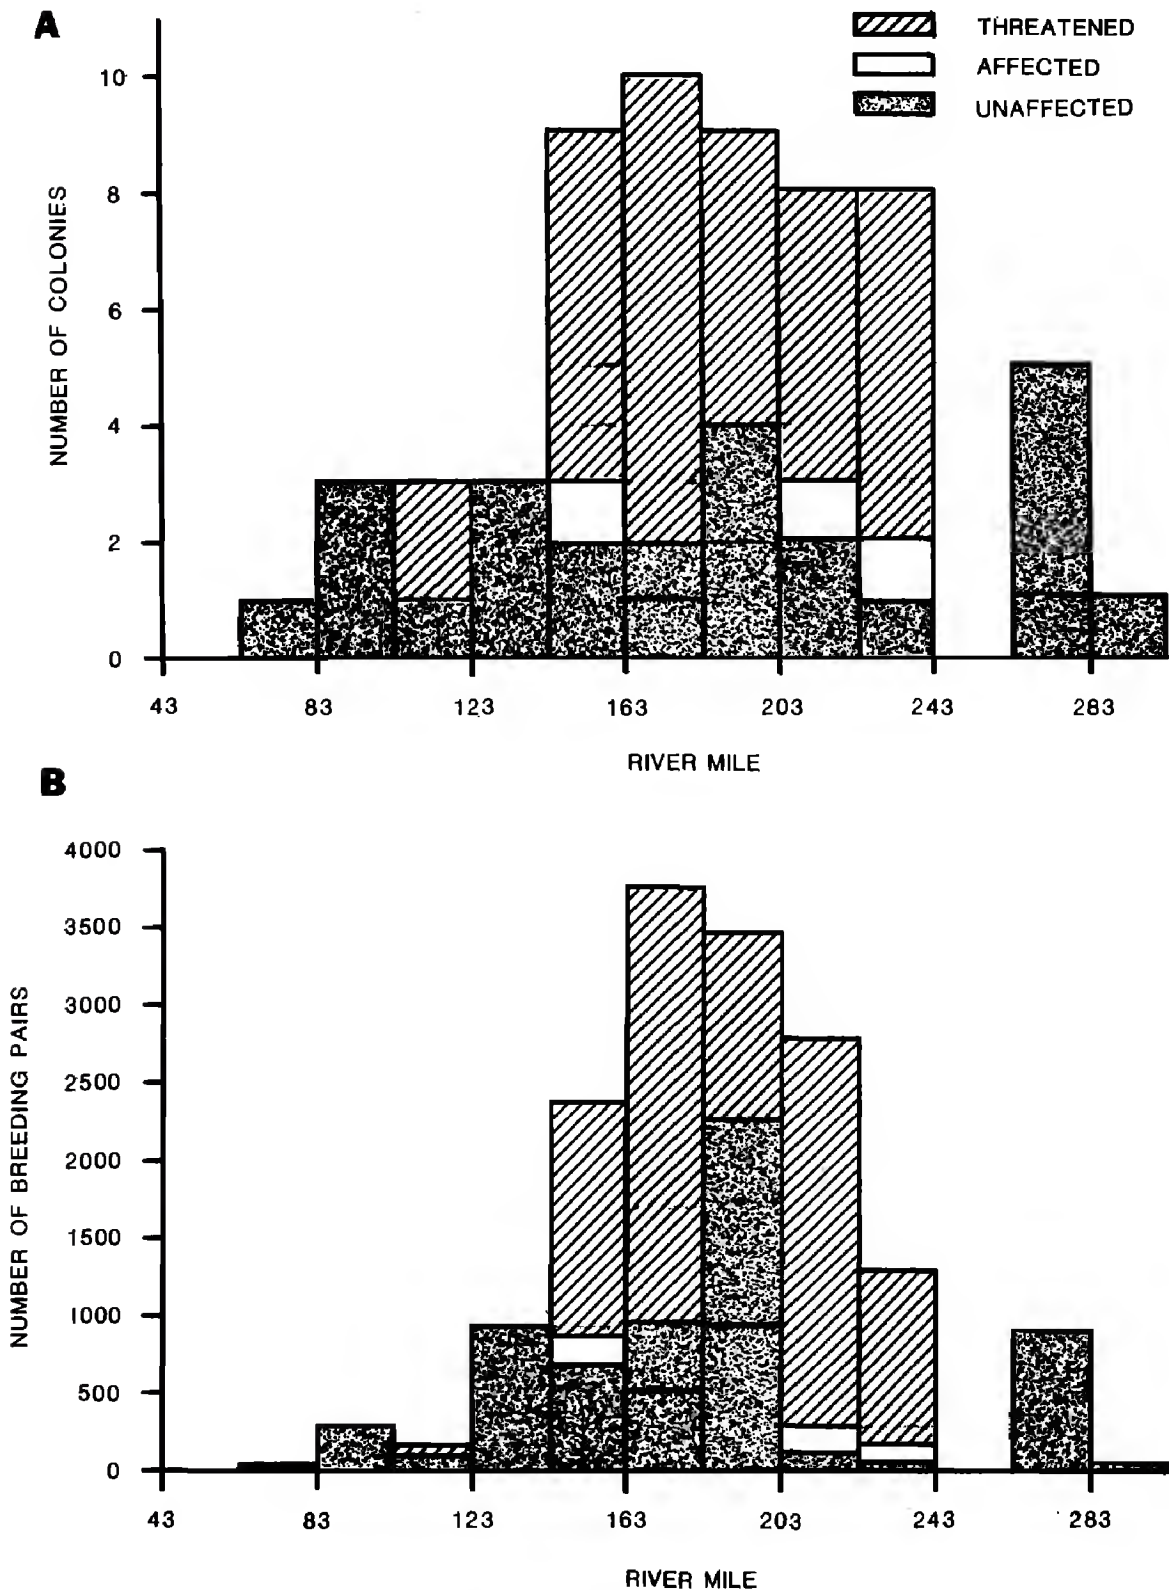 A
THREATENED
AFFECTED
UNAFFECTED
NUMBER OF COLONIES
10
8
6
4
2
0
43 83 123 163 203 243 283
RIVER MILE
B
NUMBER OF BREEDING PAIRS
4000
3500
3000
2500
2000
1500
1000
500
0
43 83 123 163 203 243 283
RIVER MILE